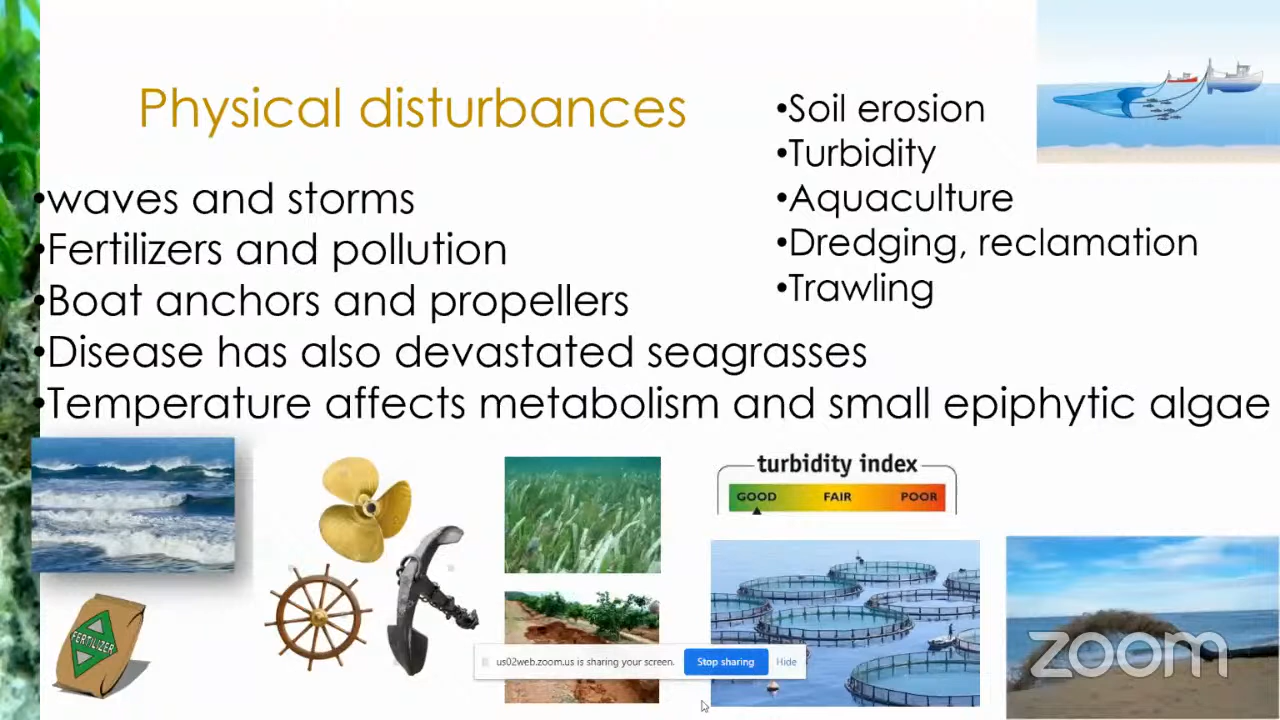 Physical disturbances
•waves and storms
•Fertilizers and pollution
•Boat anchors and propellers
•Disease has also devastated seagrasses
•Temperature affects metabolism and small epiphytic algae
•Soil erosion
•Turbidity
•Aquaculture
•Dredging, reclamation
•Trawling
turbidity index
GOOD FAIR POOR
FERTILIZER
us02web.zoom.us is sharing your screen. Stop sharing Hide
zoom